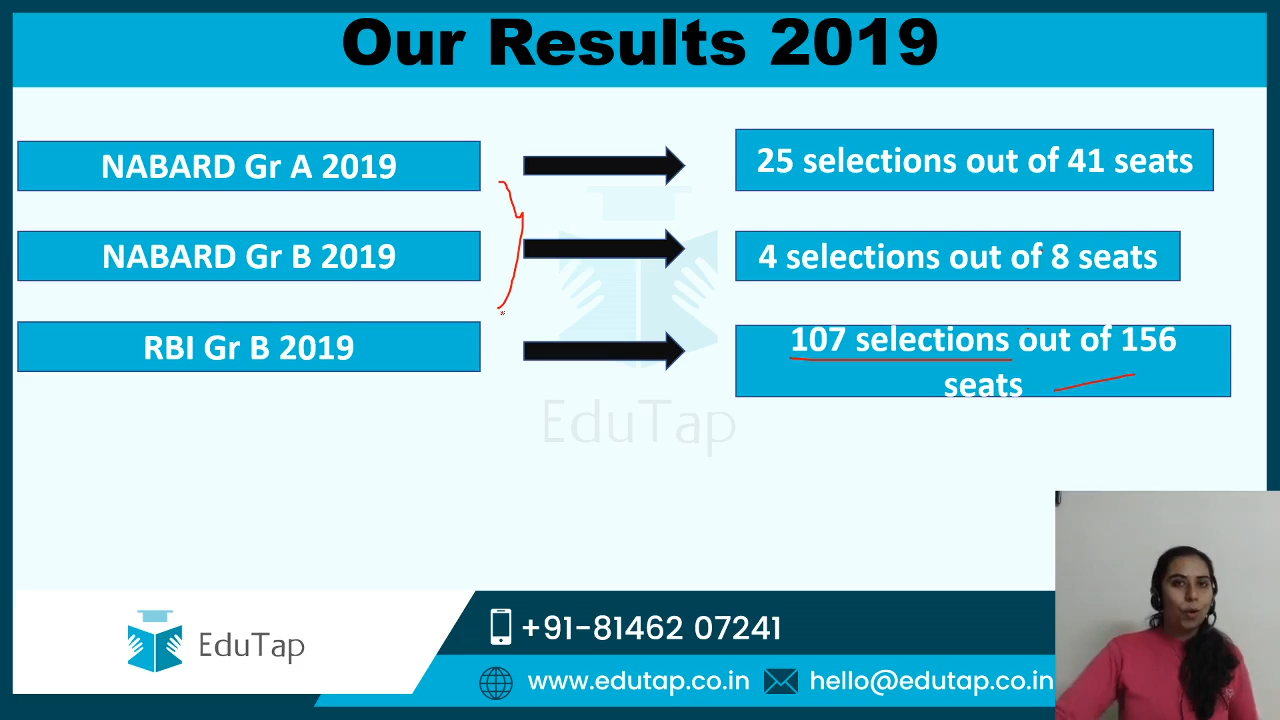 Our Results 2019
NABARD Gr A 2019
25 selections out of 41 seats
NABARD Gr B 2019
4 selections out of 8 seats
RBI Gr B 2019
107 selections out of 156
seats
EduTap
EduTap
+91-81462 07241
www.edutap.co.in
hello@edutap.co.in